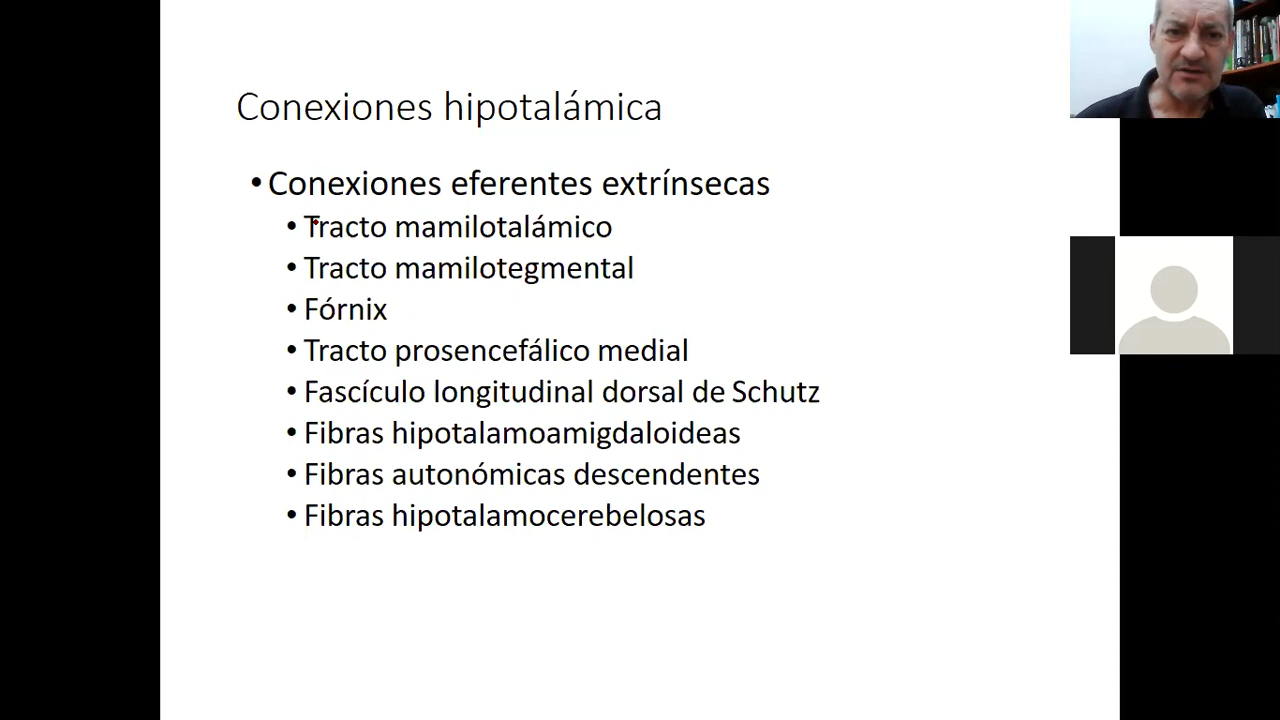 Conexiones hipotalámica
• Conexiones eferentes extrínsecas
• Tracto mamilotalámico
• Tracto mamilotegmental
• Fórnix
• Tracto prosencefálico medial
• Fascículo longitudinal dorsal de Schutz
• Fibras hipotalamoamigdaloideas
• Fibras autonómicas descendentes
• Fibras hipotalamocerebelosas